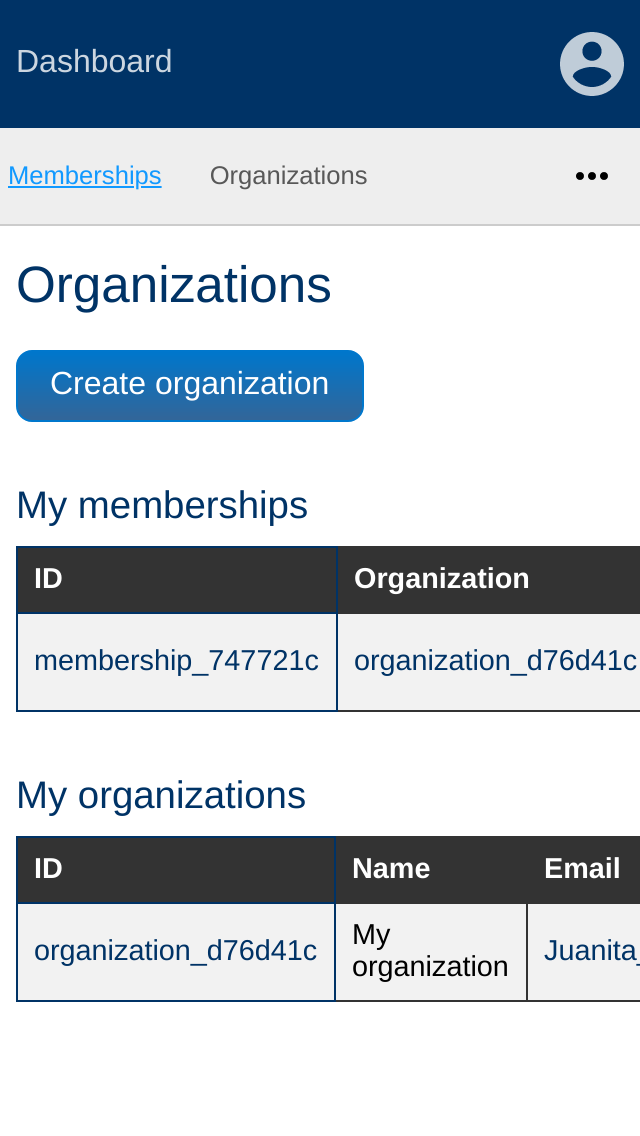 Dashboard
Memberships Organizations
Organizations
Create organization
My memberships
ID Organization
membership_747721c organization_d76d41c
My organizations
ID Name Email
organization_d76d41c My organization Juanita_